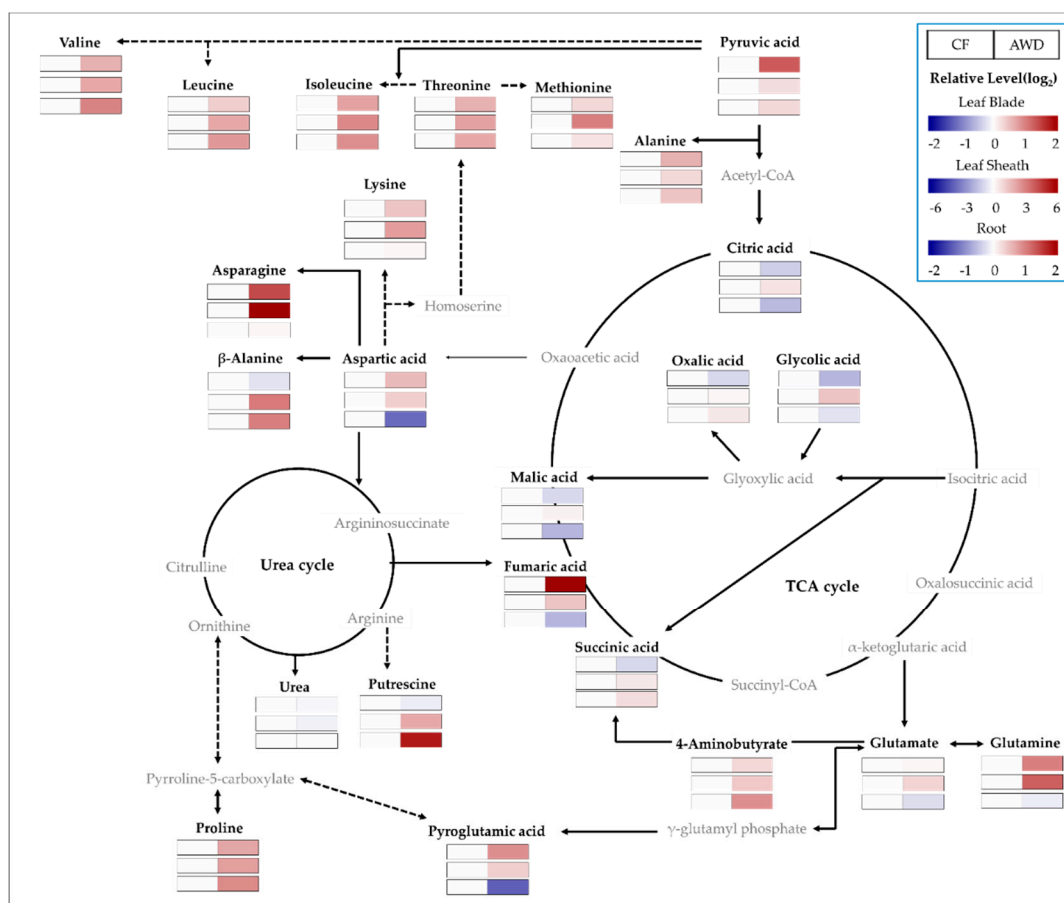 Valine
Pyruvic acid
CF AWD
Leucine
Isoleucine
Threonine
Methionine
Relative Level(log2)
Leaf Blade
-2 -1 0 1 2
Leaf Sheath
-6 -3 0 3 6
Root
-2 -1 0 1 2
Alanine
Acetyl-CoA
Lysine
Citric acid
Asparagine
Homoserine
β-Alanine
Aspartic acid
Oxaoacetic acid
Oxalic acid
Glycolic acid
Malic acid
Glyoxylic acid
Isocitric acid
Argininosuccinate
Citrulline
Urea cycle
Fumaric acid
TCA cycle
Oxalosuccinic acid
Ornithine
Arginine
Succinic acid
α-ketoglutaric acid
Succinyl-CoA
Urea
Putrescine
4-Aminobutyrate
Glutamate
Glutamine
Pyrroline-5-carboxylate
Proline
Pyroglutamic acid
γ-glutamyl phosphate